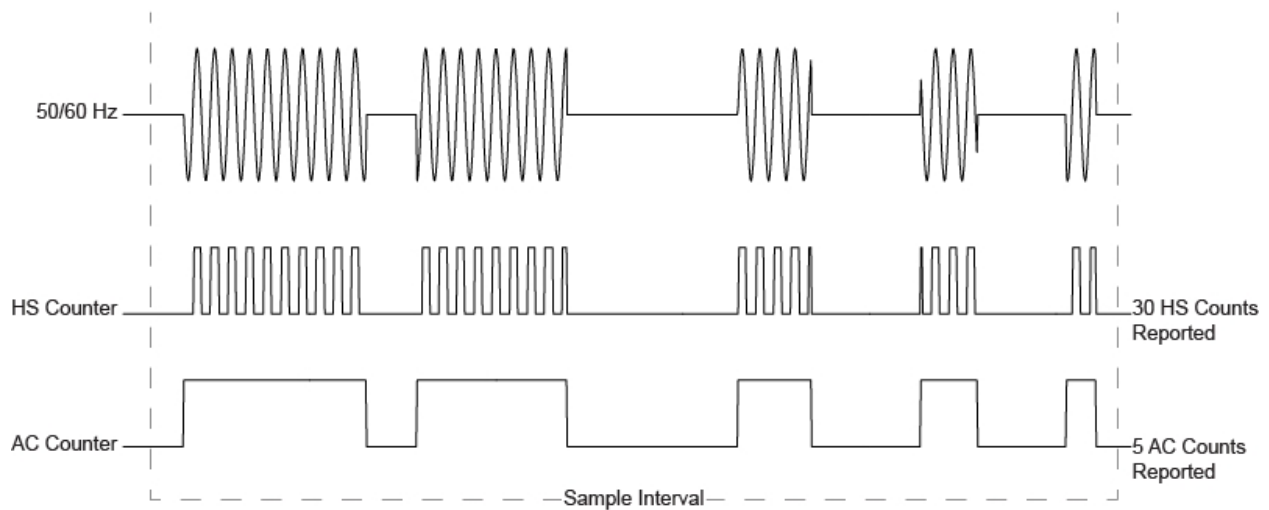 50/60 Hz
HS Counter
30 HS Counts
Reported
AC Counter
5 AC Counts
Reported
Sample Interval